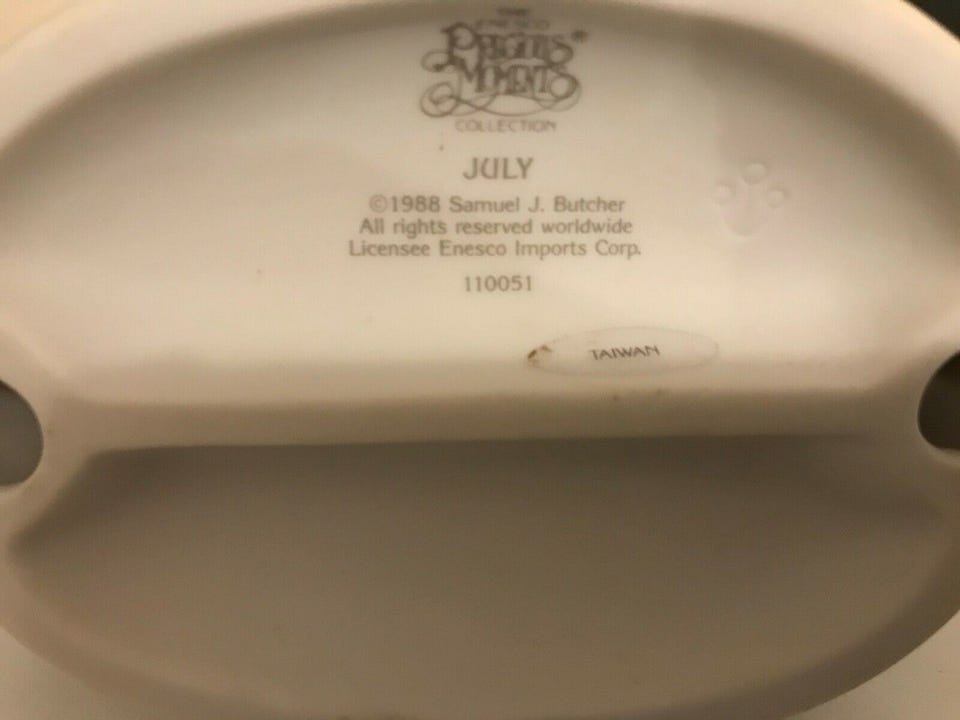 THE
ENESCO
PRECIOUS®
MOMENTS
COLLECTION
JULY
©1988 Samuel J. Butcher
All rights reserved worldwide
Licensee Enesco Imports Corp.
110051
TAIWAN